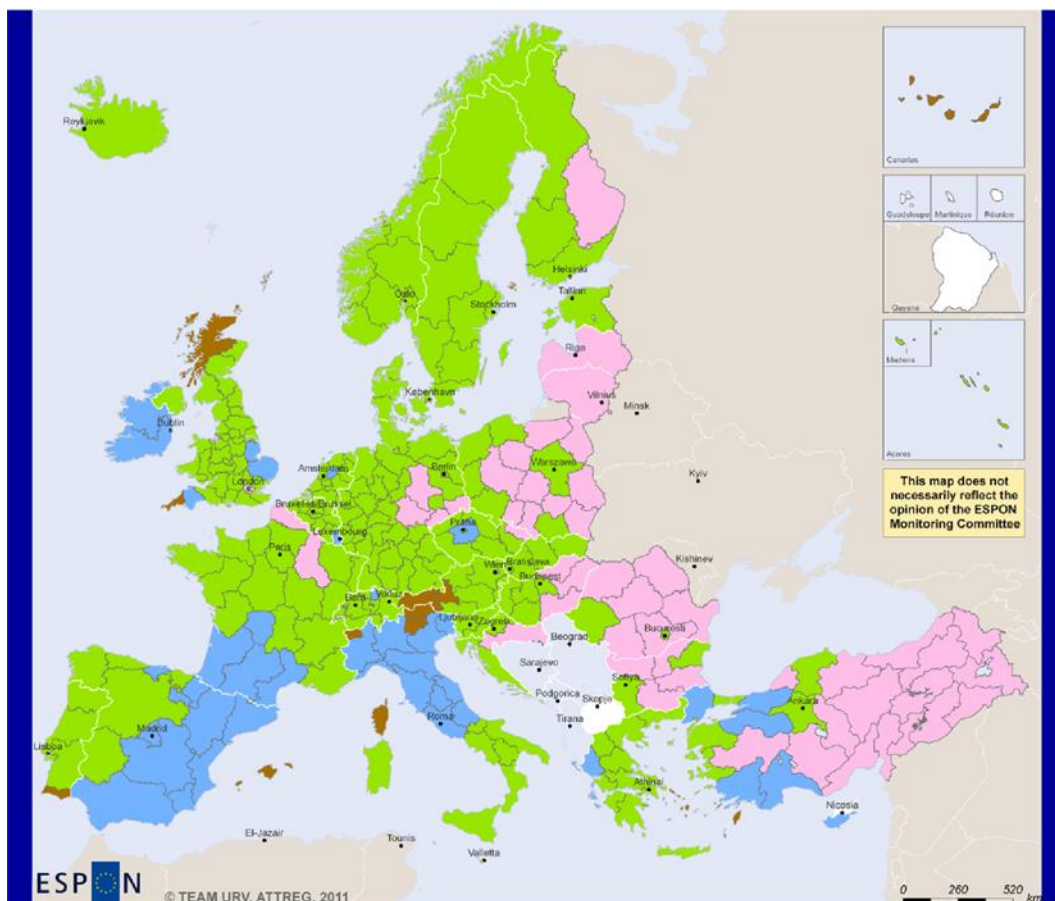 Reykjavik
Canarias
Guadeloupe
Martinique
Réunion
Guyane
Madeira
Acores
Oslo
Helsinki
Tallinn
Stockholm
Riga
København
Vilnius
Minsk
Dublin
Amsterdam
Berlin
Warszawa
London
Kyiv
Bruxelles/Brussel
Praha
Luxembourg
Paris
Wien
Bratislava
Budapest
Kishinev
Bern
Vaduz
Ljubljana
Zagreb
Beograd
Bucuresti
Sarajevo
Sofiya
Podgorica
Skopje
Madrid
Roma
Tirana
Ankara
Lisboa
Athinai
Nicosia
El-Jazair
Tounis
Valletta
This map does not
necessarily reflect the
opinion of the ESPON
Monitoring Committee
ESPON
© TEAM URV, ATTREG, 2011
0 260 520
km